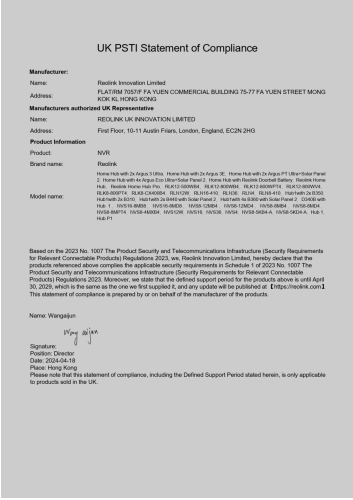 UK PSTI Statement of Compliance
Manufacturer:
Name: Reolink Innovation Limited
Address: FLAT/RM 705 7/F FA YUEN COMMERCIAL BUILDING 75-77 FA YUEN STREET MONG
KOK KL HONG KONG
Manufacturers authorized UK Representative
Name: REOLINK UK INNOVATION LIMITED
Address: First Floor, 10-11 Austin Friars, London, England, EC2N 2HG
Product Information
Product: NVR
Brand name: Reolink
Model name: Home Hub with 2x Argus 3 Ultra, Home Hub with 2x Argus 3E, Home Hub with 2x Argus PT Ultra+Solar Panel
2, Home Hub with 4x Argus Eco Ultra+Solar Panel 2, Home Hub with Reolink Doorbell Battery, Reolink Home
Hub, Reolink Home Hub Pro, RLK12-500WB4, RLK12-800WB4, RLK12-800WPT4, RLK12-800WV4,
RLK8-800PT4, RLK8-CX400B4, RLN12W, RLN16-410, RLN36, RLN4, RLN8-410, Hub1with 2x B350
Hub1with 2x B310, Hub1with 2x B440 with Solar Panel 2, Hub1with 4x B360 with Solar Panel 2, D340B with
Hub 1, NVS16-8MB8, NVS16-8MD8, NVS8-12MB4, NVS8-12MD4, NVS8-8MB4, NVS8-8MD4
NVS8-8MPT4, NVS8-4MXD4, NVS12W, NVS16, NVS36, NVS4, NVS8, NVS8-5KB4-A, NVS8-5KD4-A, Hub 1,
Hub P1
Based on the 2023 No. 1007 The Product Security and Telecommunications Infrastructure (Security Requirements
for Relevant Connectable Products) Regulations 2023, we, Reolink Innovation Limited, hereby declare that the
products referenced above complies the applicable security requirements in Schedule 1 of 2023 No. 1007 The
Product Security and Telecommunications Infrastructure (Security Requirements for Relevant Connectable
Products) Regulations 2023. Moreover, we state that the defined support period for the products above is until April
30, 2029, which is the same as the one we first supplied it, and any update will be published at【https://reolink.com】
This statement of compliance is prepared by or on behalf of the manufacturer of the products.
Name: Wangaijun
Wang aijun
Signature:
Position: Director
Date: 2024-04-18
Place: Hong Kong
Please note that this statement of compliance, including the Defined Support Period stated herein, is only applicable
to products sold in the UK.